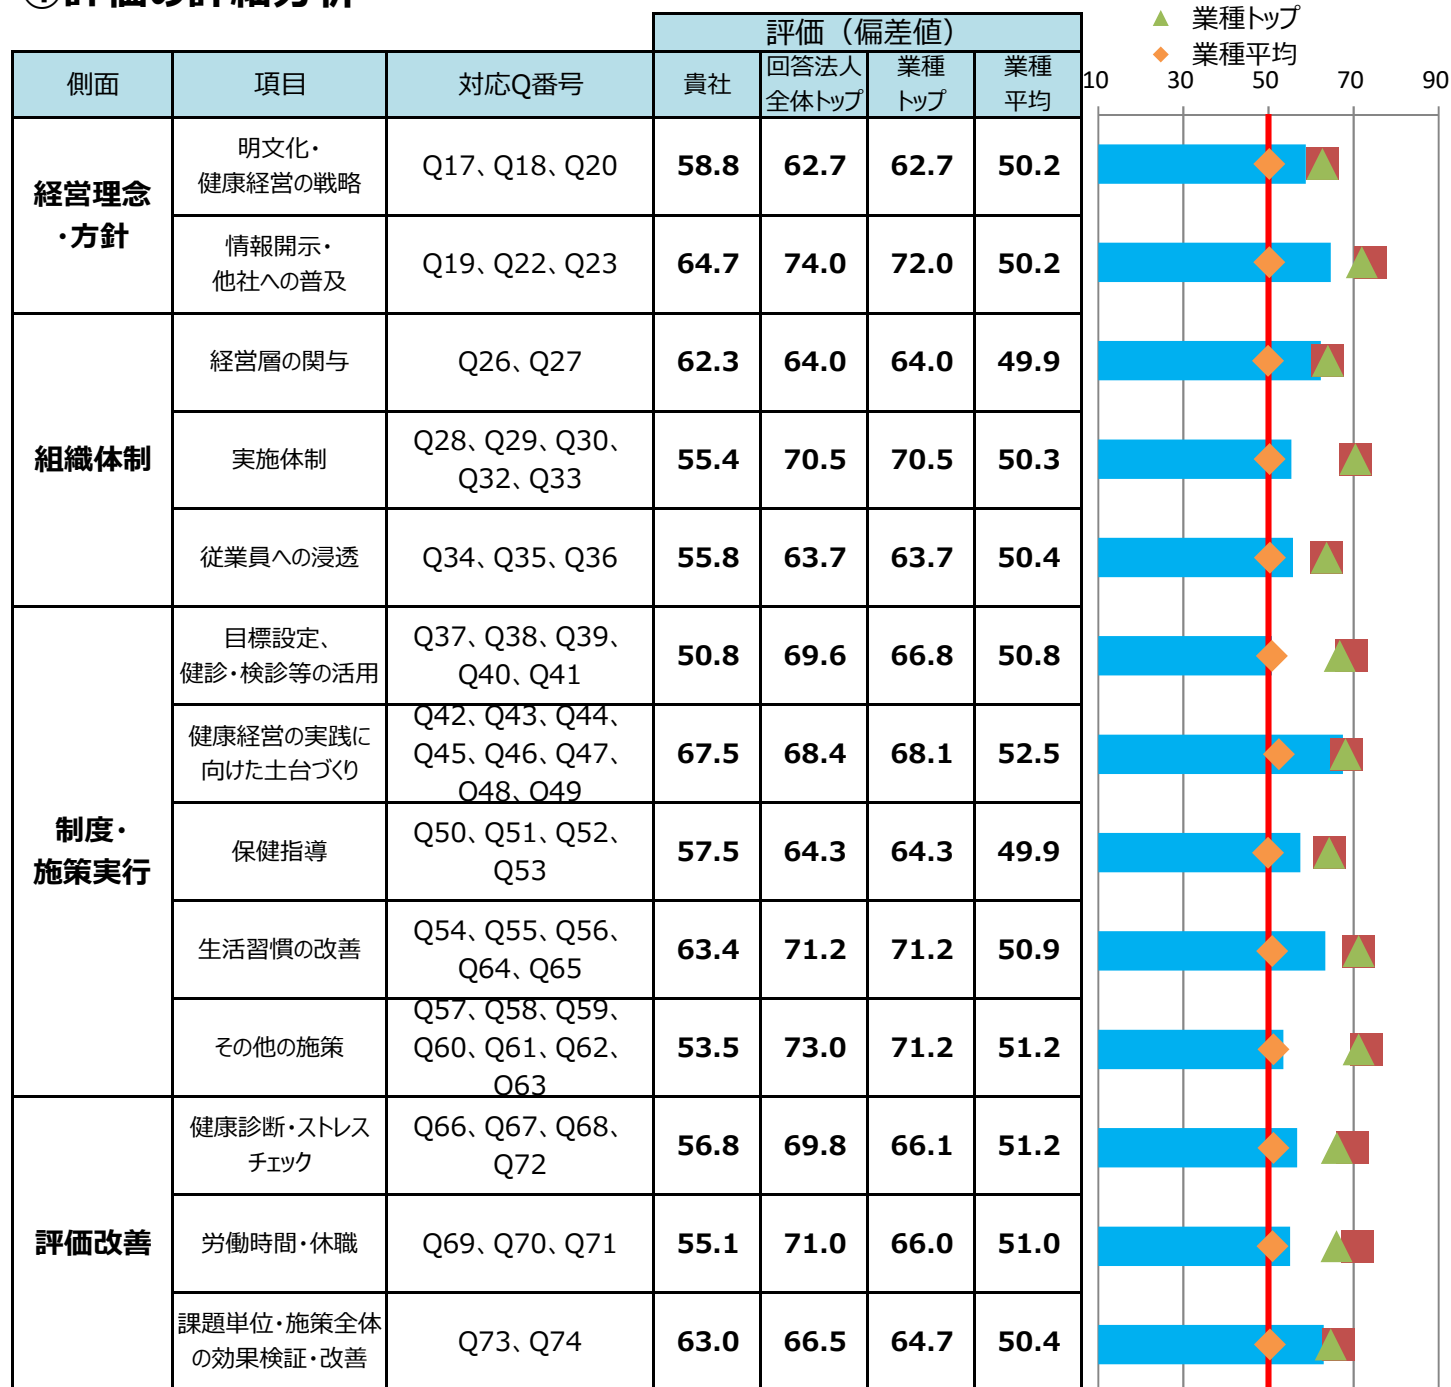 ④評価の詳細分析
▲ 業種トップ
◆ 業種平均
評価（偏差値）
側面 項目 対応Q番号 貴社 回答法人全体トップ 業種トップ 業種平均
10 30 50 70 90
経営理念・方針
明文化・
健康経営の戦略
Q17、Q18、Q20
58.8 62.7 62.7 50.2
情報開示・
他社への普及
Q19、Q22、Q23
64.7 74.0 72.0 50.2
組織体制
経営層の関与
Q26、Q27
62.3 64.0 64.0 49.9
実施体制
Q28、Q29、Q30、
Q32、Q33
55.4 70.5 70.5 50.3
従業員への浸透
Q34、Q35、Q36
55.8 63.7 63.7 50.4
制度・
施策実行
目標設定、
健診・検診等の活用
Q37、Q38、Q39、
Q40、Q41
50.8 69.6 66.8 50.8
健康経営の実践に
向けた土台づくり
Q42、Q43、Q44、
Q45、Q46、Q47、
Q48、Q49
67.5 68.4 68.1 52.5
保健指導
Q50、Q51、Q52、
Q53
57.5 64.3 64.3 49.9
生活習慣の改善
Q54、Q55、Q56、
Q64、Q65
63.4 71.2 71.2 50.9
その他の施策
Q57、Q58、Q59、
Q60、Q61、Q62、
Q63
53.5 73.0 71.2 51.2
評価改善
健康診断・ストレス
チェック
Q66、Q67、Q68、
Q72
56.8 69.8 66.1 51.2
労働時間・休職
Q69、Q70、Q71
55.1 71.0 66.0 51.0
課題単位・施策全体
の効果検証・改善
Q73、Q74
63.0 66.5 64.7 50.4